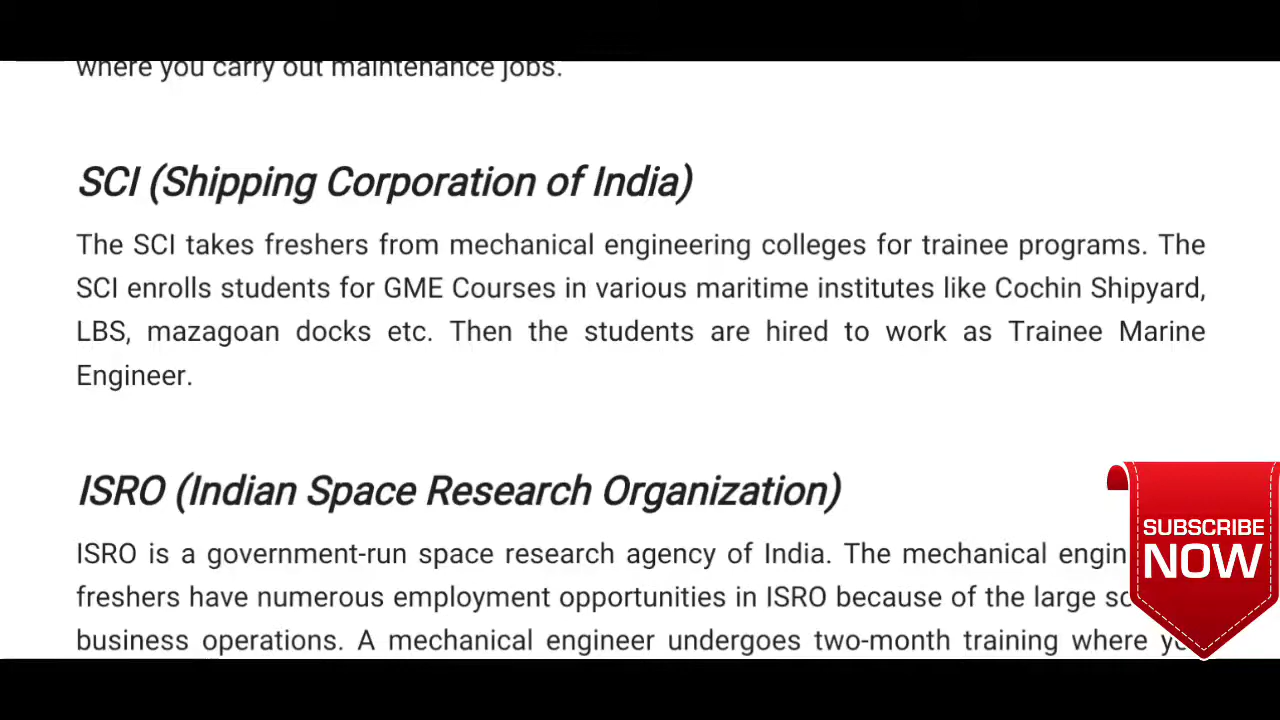 where you carry out maintenance jobs.
SCI (Shipping Corporation of India)
The SCI takes freshers from mechanical engineering colleges for trainee programs. The
SCI enrolls students for GME Courses in various maritime institutes like Cochin Shipyard,
LBS, mazagoan docks etc. Then the students are hired to work as Trainee Marine
Engineer.
ISRO (Indian Space Research Organization)
ISRO is a government-run space research agency of India. The mechanical
freshers have numerous employment opportunities in ISRO because of the large
business operations. A mechanical engineer undergoes two-month training where
SUBSCRIBE
NOW